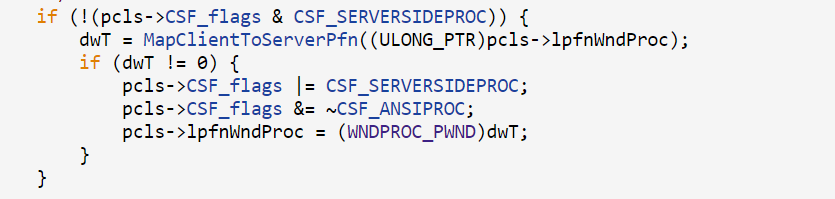 if (!(pcls->CSF_flags & CSF_SERVERSIDEPROC)) {
dwT = MapClientToServerPfn((ULONG_PTR)pcls->lpfnWndProc);
if (dwT != 0) {
pcls->CSF_flags |= CSF_SERVERSIDEPROC;
pcls->CSF_flags &= ~CSF_ANSIPROC;
pcls->lpfnWndProc = (WNDPROC_PWND)dwT;
}
}